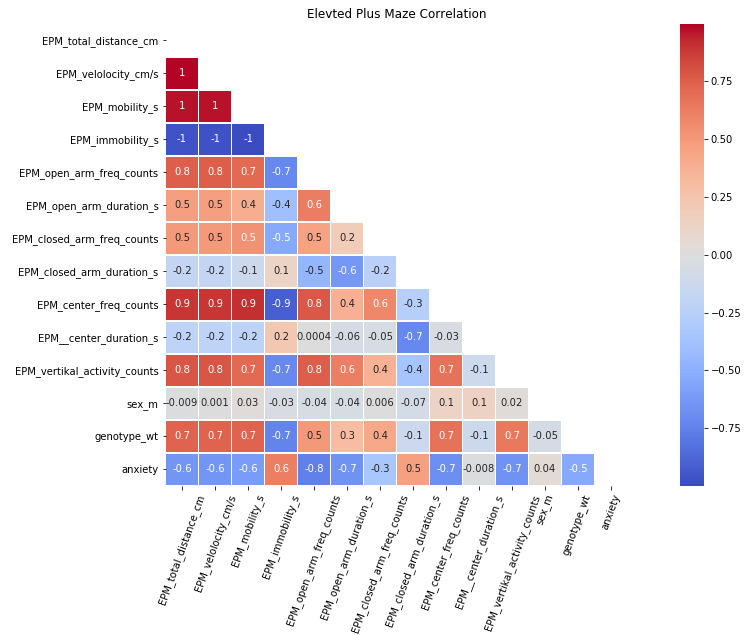 Elevted Plus Maze Correlation
EPM_total_distance_cm
EPM_velolocity_cm/s 1
EPM_mobility_s 1 1
EPM_immobility_s -1 -1 -1
EPM_open_arm_freq_counts 0.8 0.8 0.7 -0.7
EPM_open_arm_duration_s 0.5 0.5 0.4 -0.4 0.6
EPM_closed_arm_freq_counts 0.5 0.5 0.5 -0.5 0.5 0.2
EPM_closed_arm_duration_s -0.2 -0.2 -0.1 0.1 -0.5 -0.6 -0.2
EPM_center_freq_counts 0.9 0.9 0.9 -0.9 0.8 0.4 0.6 -0.3
EPM__center_duration_s -0.2 -0.2 -0.2 0.2 0.0004 -0.06 -0.05 -0.7 -0.03
EPM_vertikal_activity_counts 0.8 0.8 0.7 -0.7 0.8 0.6 0.4 -0.4 0.7 -0.1
sex_m -0.009 0.001 0.03 -0.03 -0.04 -0.04 0.006 -0.07 0.1 0.1 0.02
genotype_wt 0.7 0.7 0.7 -0.7 0.5 0.3 0.4 -0.1 0.7 -0.1 0.7 -0.05
anxiety -0.6 -0.6 -0.6 0.6 -0.8 -0.7 -0.3 0.5 -0.7 -0.008 -0.7 0.04 -0.5
EPM_total_distance_cm
EPM_velolocity_cm/s
EPM_mobility_s
EPM_immobility_s
EPM_open_arm_freq_counts
EPM_open_arm_duration_s
EPM_closed_arm_freq_counts
EPM_closed_arm_duration_s
EPM_center_freq_counts
EPM__center_duration_s
EPM_vertikal_activity_counts
sex_m
genotype_wt
anxiety
0.75
0.50
0.25
0.00
-0.25
-0.50
-0.75